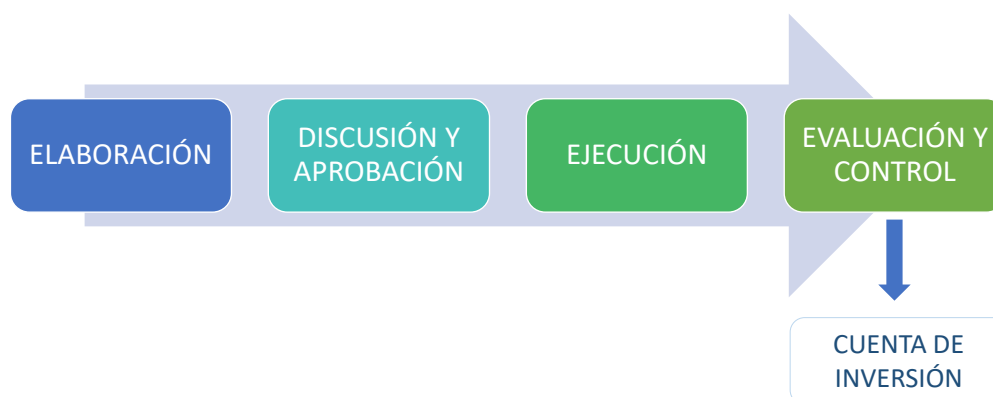 ELABORACIÓN
DISCUSIÓN Y
APROBACIÓN
EJECUCIÓN
EVALUACIÓN Y
CONTROL
CUENTA DE
INVERSIÓN